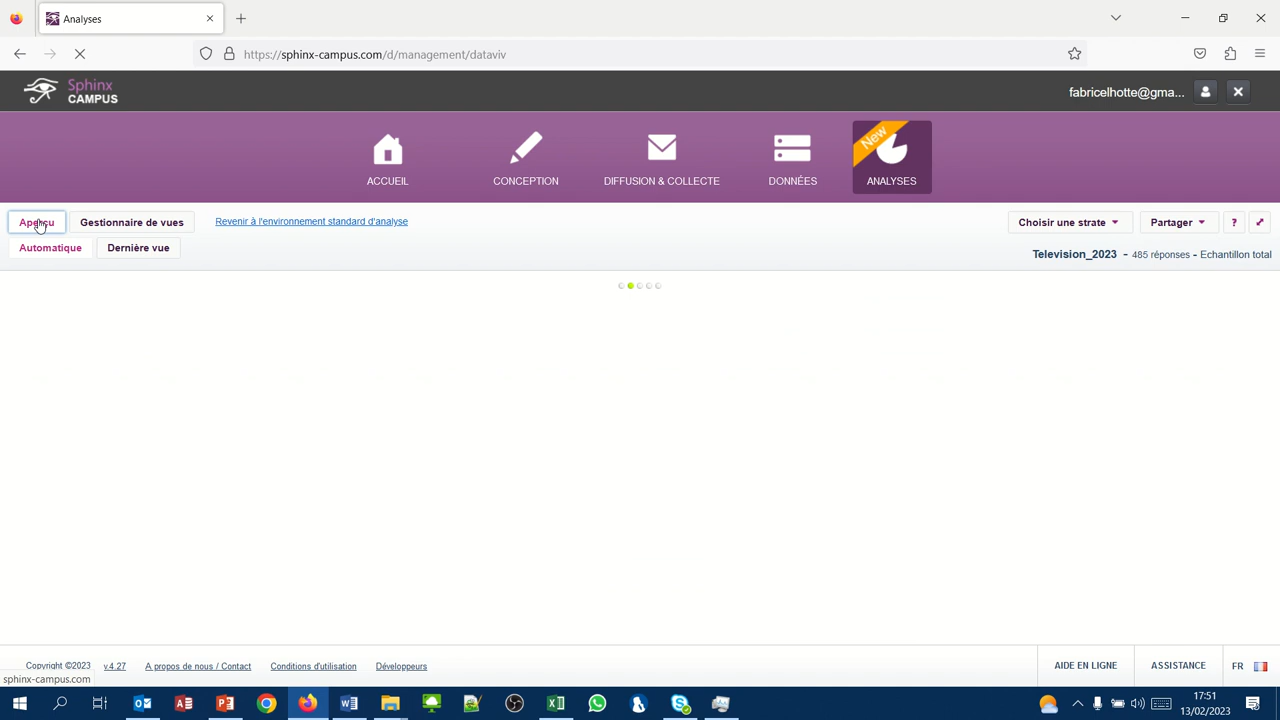 Analyses
https://sphinx-campus.com/d/management/dataviv
Sphinx
CAMPUS
fabricelhotte@gma...
ACCUEIL
CONCEPTION
DIFFUSION & COLLECTE
DONNÉES
New
ANALYSES
Aperçu
Gestionnaire de vues
Revenir à l'environnement standard d'analyse
Choisir une strate
Partager
?
Automatique
Dernière vue
Television_2023 - 485 réponses - Echantillon total
Copyright ©2023
v.4.27
A propos de nous / Contact
Conditions d'utilisation
Développeurs
AIDE EN LIGNE
ASSISTANCE
FR
sphinx-campus.com
17:51
13/02/2023